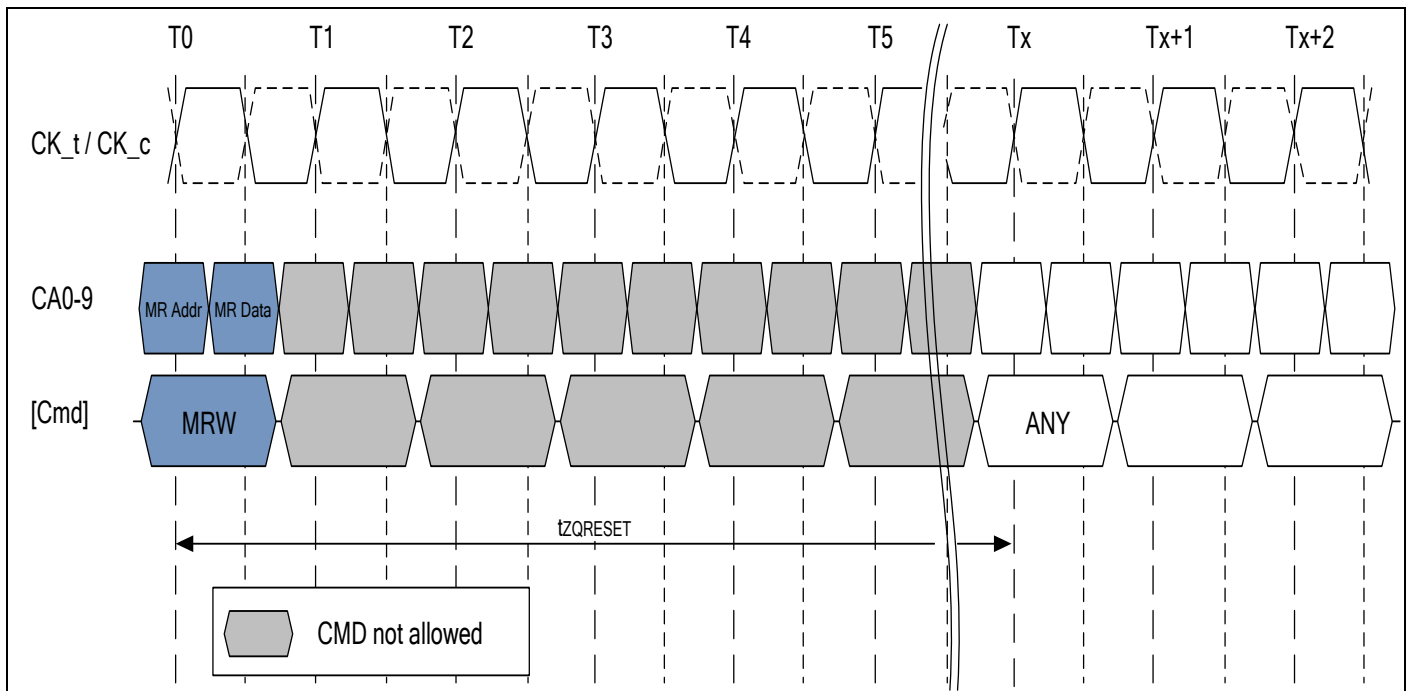 T0 T1 T2 T3 T4 T5 Tx Tx+1 Tx+2
CK_t / CK_c
CA0-9
MR Addr MR Data
[Cmd]
MRW ANY
tZQRESET
CMD not allowed